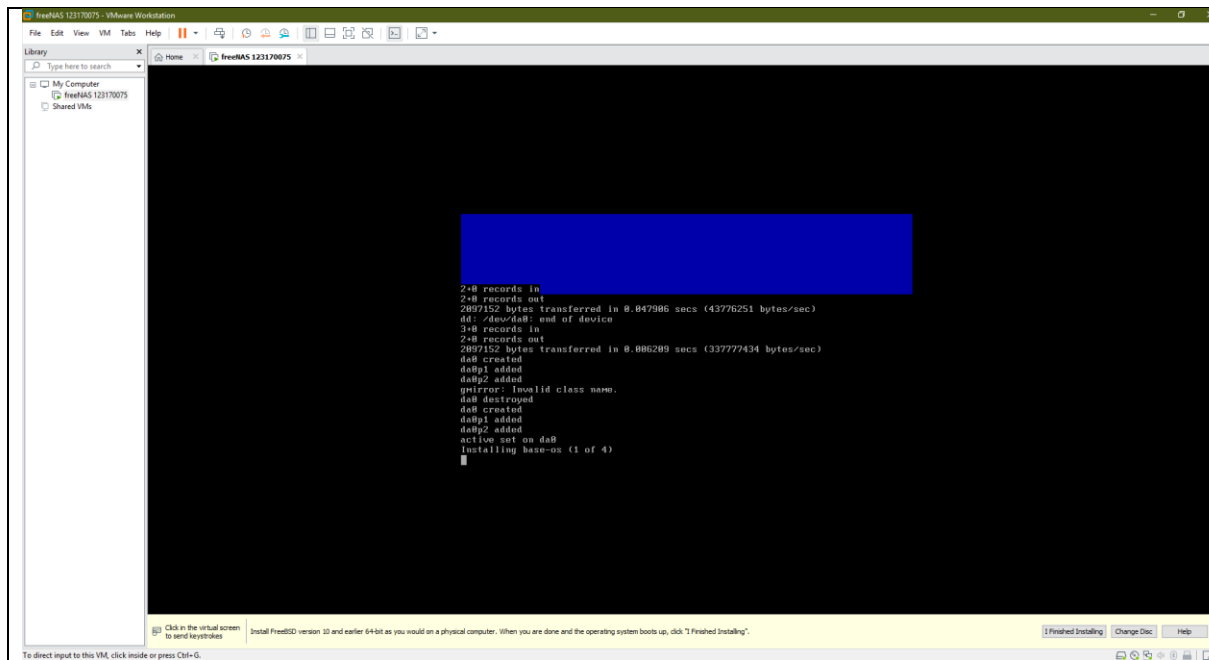 freeNAS 123170075 - VMware Workstation
File Edit View VM Tabs Help
Library
Type here to search
My Computer
freeNAS 123170075
Shared VMs
Home
freeNAS 123170075
2+0 records in
2+0 records out
2097152 bytes transferred in 0.047906 secs (43776251 bytes/sec)
dd: /dev/da0: end of device
3+0 records in
2+0 records out
2097152 bytes transferred in 0.006209 secs (337777434 bytes/sec)
da0 created
da0p1 added
da0p2 added
gmirror: Invalid class name.
da0 destroyed
da0 created
da0p1 added
da0p2 added
active set on da0
Installing base-os (1 of 4)
Click in the virtual screen
to send keystrokes
Install FreeBSD version 10 and earlier 64-bit as you would on a physical computer. When you are done and the operating system boots up, click "I Finished Installing".
I Finished Installing
Change Disc
Help
To direct input to this VM, click inside or press Ctrl+G.